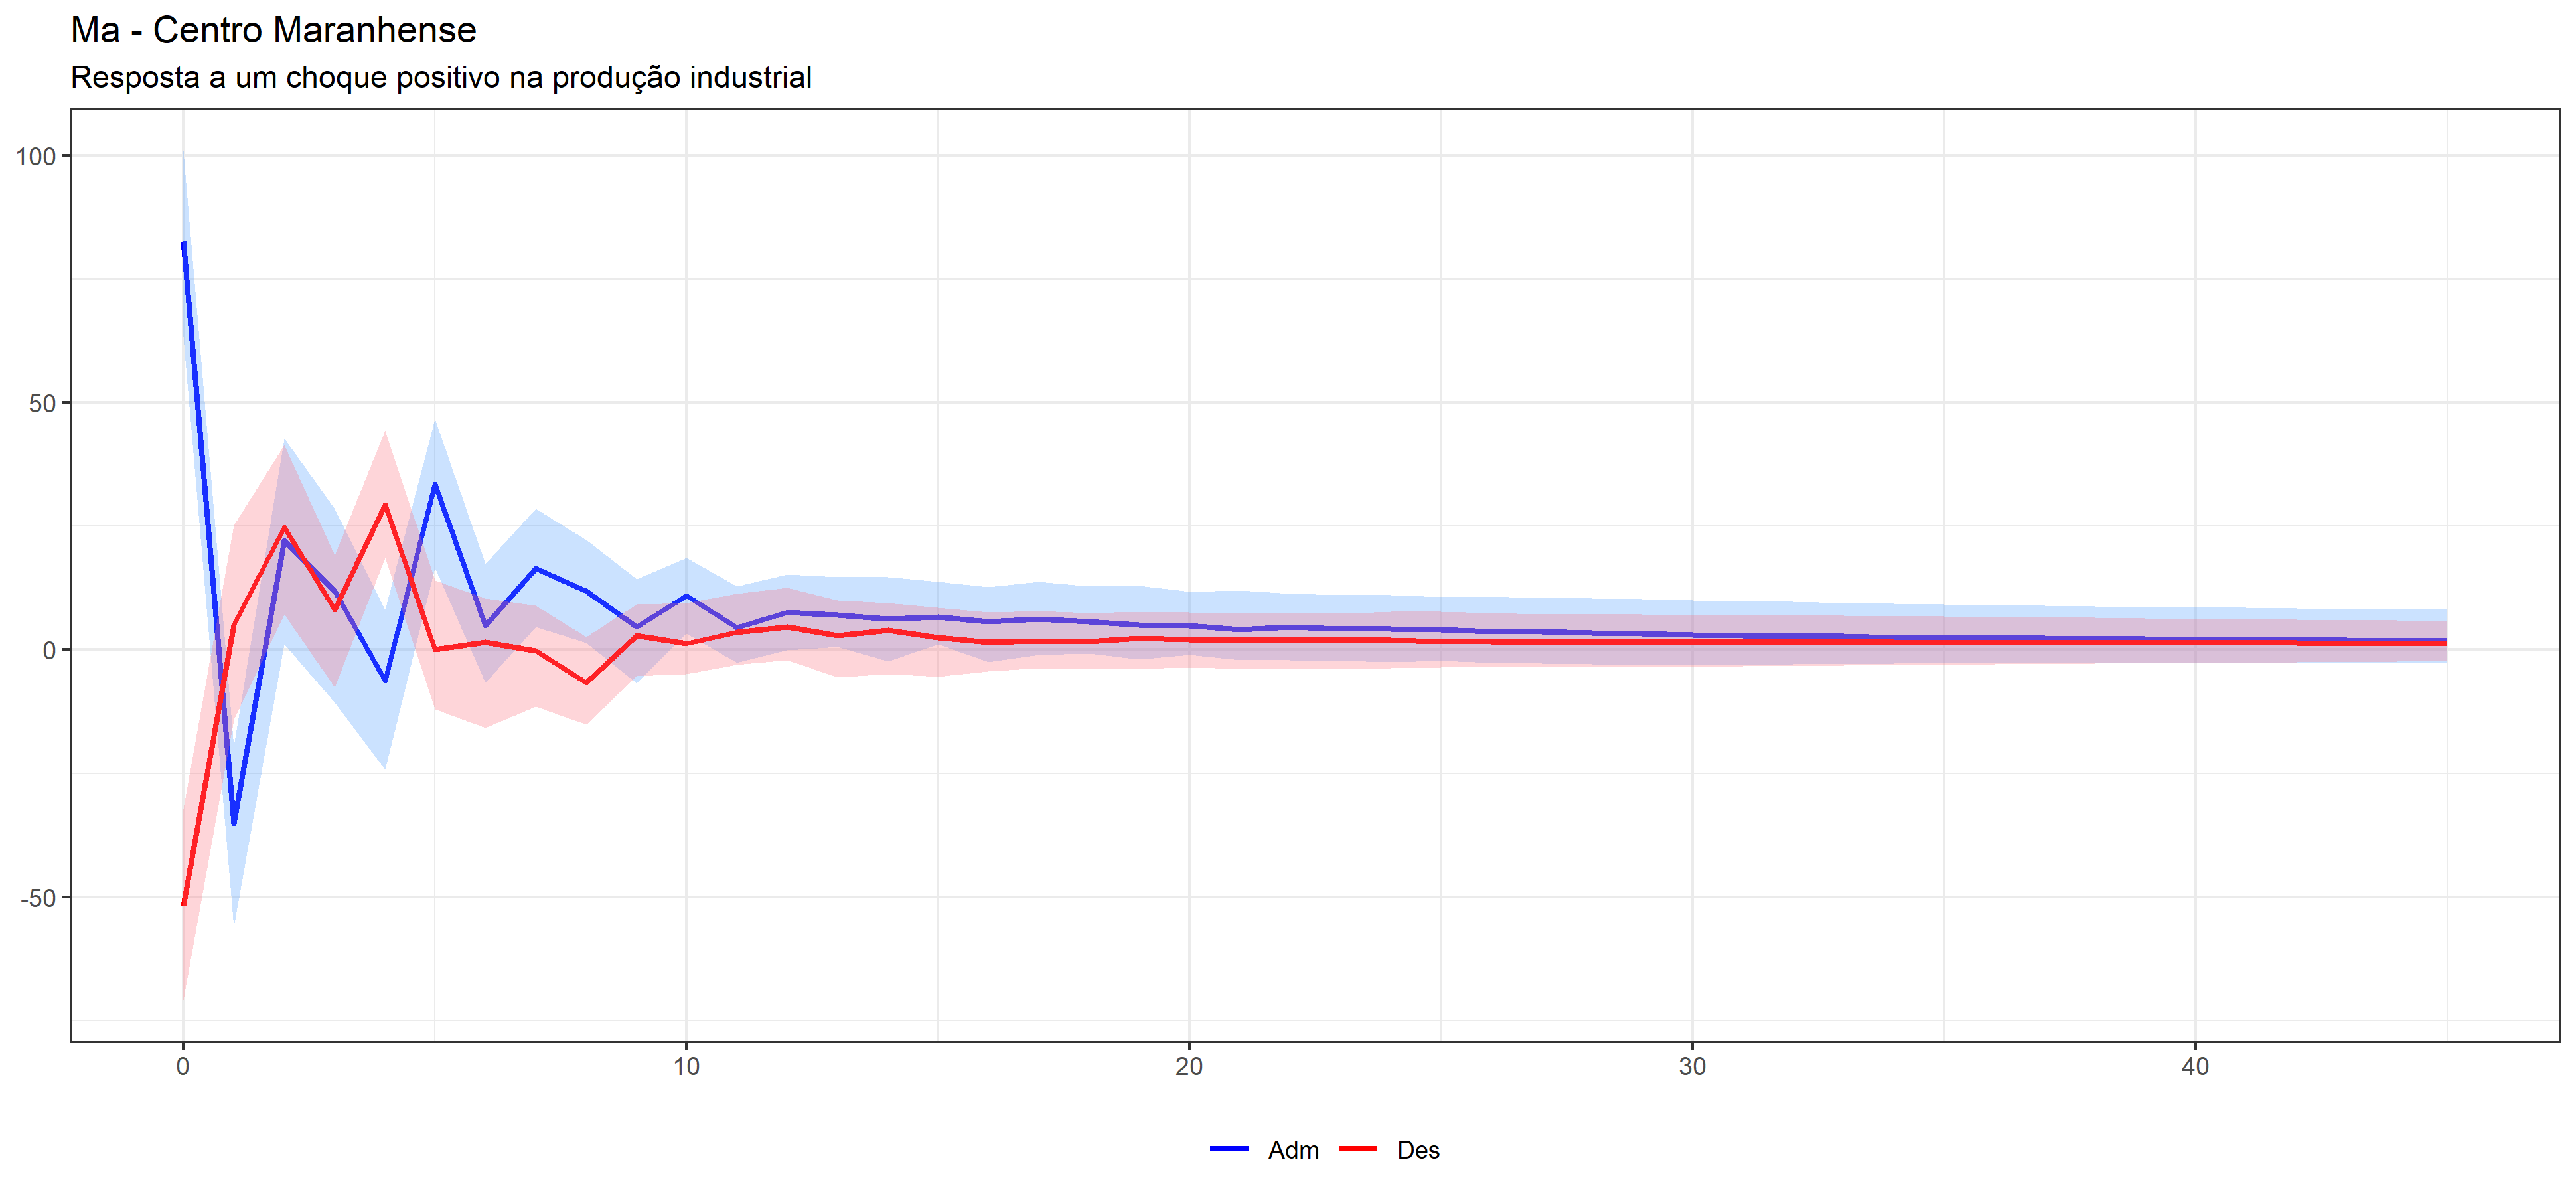 Ma - Centro Maranhense
Resposta a um choque positivo na produção industrial
100
50
0
-50
0 10 20 30 40
Adm Des